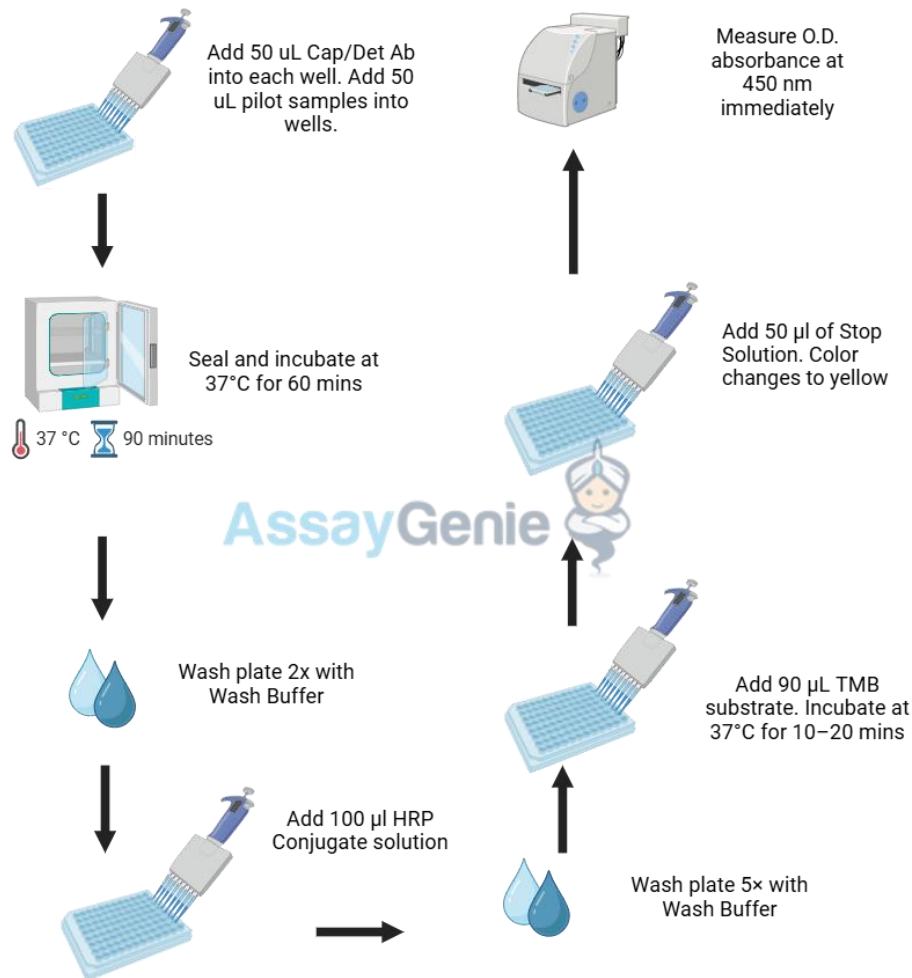 Add 50 uL Cap/Det Ab
into each well. Add 50
uL pilot samples into
wells.
Seal and incubate at
37°C for 60 mins
37 °C
90 minutes
Wash plate 2x with
Wash Buffer
Add 100 µl HRP
Conjugate solution
Wash plate 5× with
Wash Buffer
Add 90 µL TMB
substrate. Incubate at
37°C for 10–20 mins
AssayGenie
Add 50 µl of Stop
Solution. Color
changes to yellow
Measure O.D.
absorbance at
450 nm
immediately